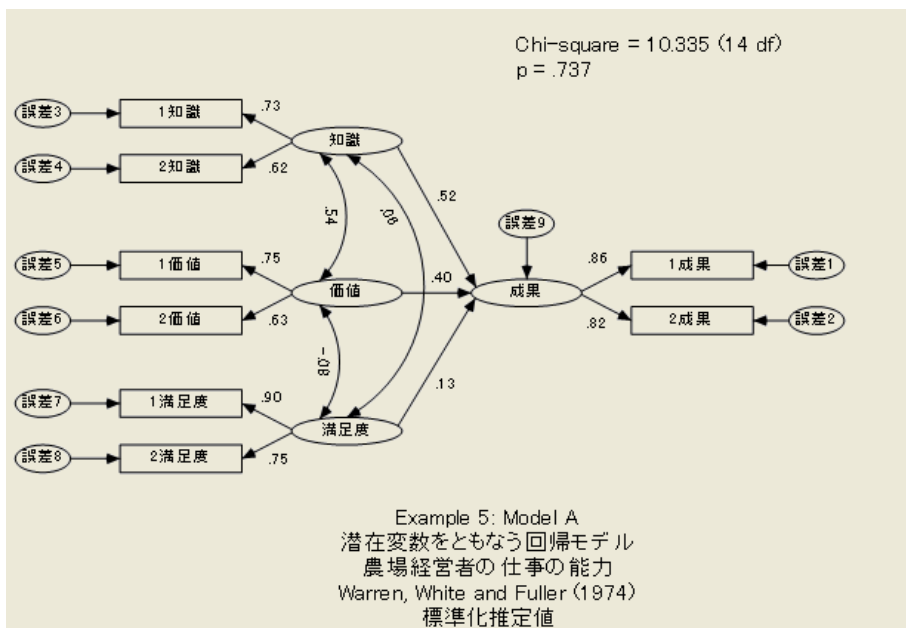 Chi-square = 10.335 (14 df)
p = .737
誤差3
1知識
.73
知識
誤差4
2知識
.62
.54
.06
.52
誤差9
誤差5
1価値
.75
価値
.40
成果
.86
1成果
誤差1
誤差6
2価値
.63
.82
2成果
誤差2
-.08
.13
誤差7
1満足度
.90
満足度
誤差8
2満足度
.75
Example 5: Model A
潜在変数をともなう回帰モデル
農場経営者の仕事の能力
Warren, White and Fuller (1974)
標準化推定値